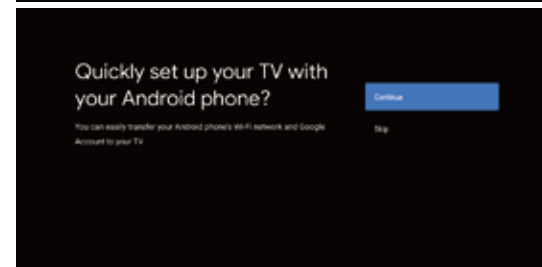 Quickly set up your TV with
your Android phone?
You can easily transfer your Android phone's Wi-Fi network and Google
Account to your TV
Continue
Skip